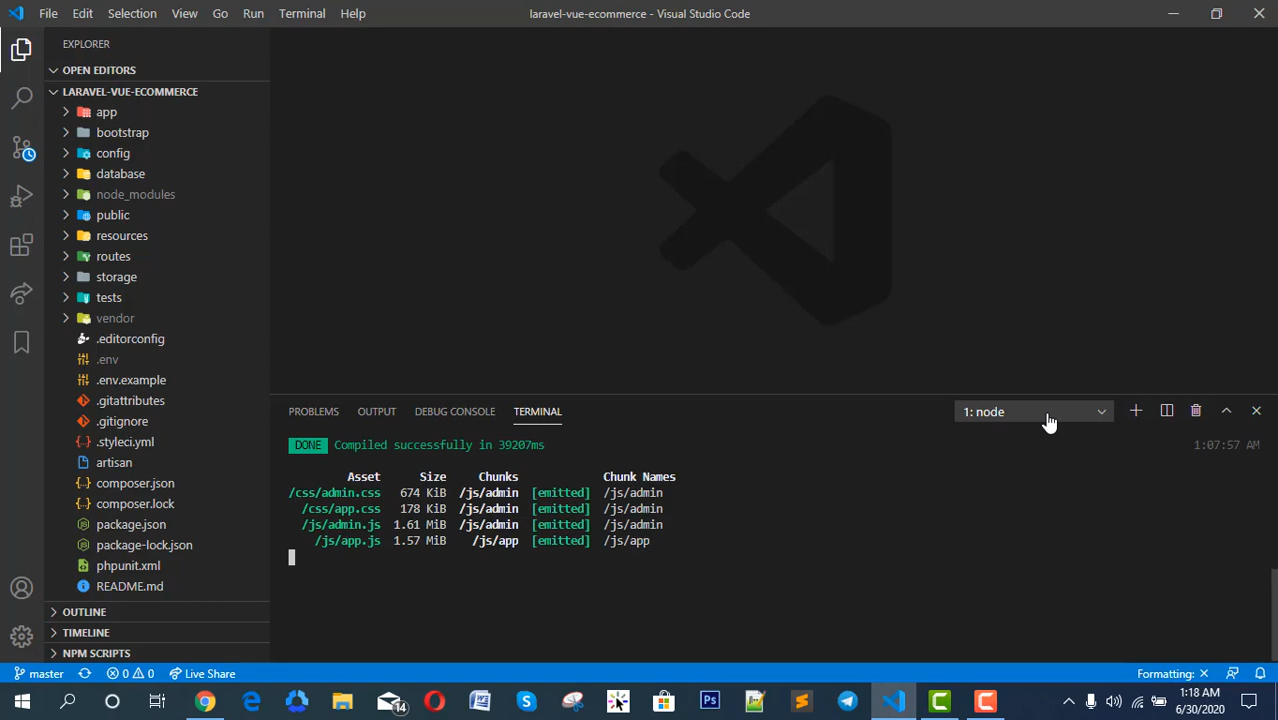 File Edit Selection View Go Run Terminal Help laravel-vue-ecommerce - Visual Studio Code
EXPLORER
OPEN EDITORS
LARAVEL-VUE-ECOMMERCE
app
bootstrap
config
database
node_modules
public
resources
routes
storage
tests
vendor
.editorconfig
.env
.env.example
.gitattributes
.gitignore
.styleci.yml
artisan
composer.json
composer.lock
package.json
package-lock.json
phpunit.xml
README.md
OUTLINE
TIMELINE
NPM SCRIPTS
PROBLEMS OUTPUT DEBUG CONSOLE TERMINAL 1: node
DONE Compiled successfully in 39207ms 1:07:57 AM
Asset Size Chunks Chunk Names
/css/admin.css 674 KiB /js/admin [emitted] /js/admin
/css/app.css 178 KiB /js/admin [emitted] /js/admin
/js/admin.js 1.61 MiB /js/admin [emitted] /js/admin
/js/app.js 1.57 MiB /js/app [emitted] /js/app
master 0 0 Live Share Formatting: ×
14 Ps 1:18 AM
6/30/2020